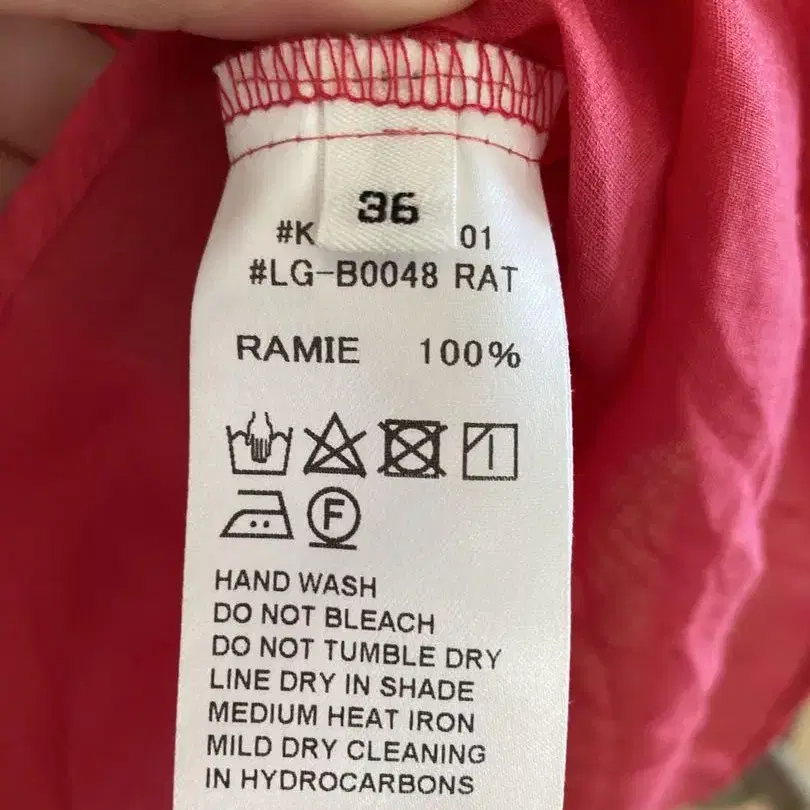 36
#K 01
#LG-B0048 RAT
RAMIE 100%
F
HAND WASH
DO NOT BLEACH
DO NOT TUMBLE DRY
LINE DRY IN SHADE
MEDIUM HEAT IRON
MILD DRY CLEANING
IN HYDROCARBONS